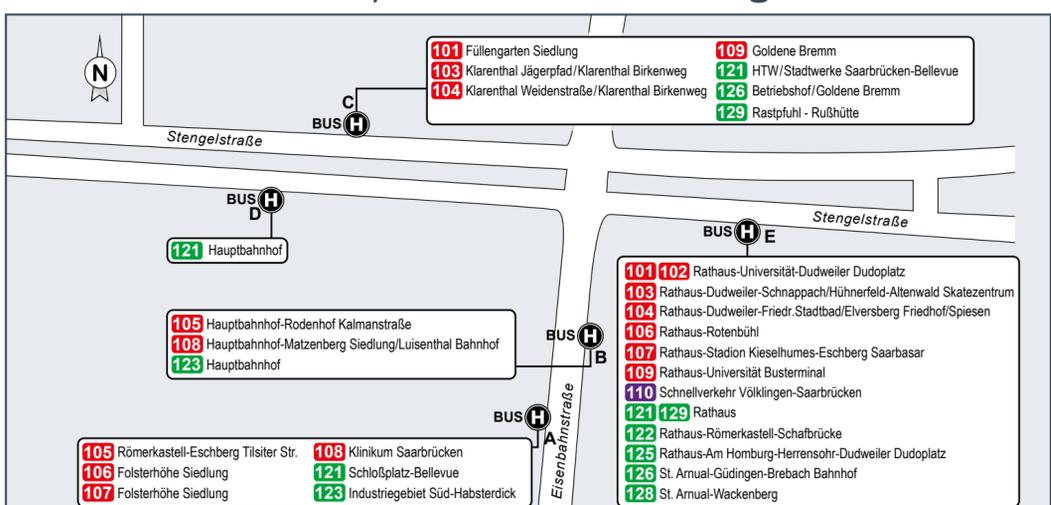 N
C
BUS H
101 Füllengarten Siedlung
103 Klarenthal Jägerpfad/Klarenthal Birkenweg
104 Klarenthal Weidenstraße/Klarenthal Birkenweg
109 Goldene Bremm
121 HTW/Stadtwerke Saarbrücken-Bellevue
126 Betriebshof/Goldene Bremm
129 Rastpfuhl - Rußhütte
Stengelstraße
BUS H
D
121 Hauptbahnhof
Stengelstraße
BUS H E
101 102 Rathaus-Universität-Dudweiler Dudoplatz
103 Rathaus-Dudweiler-Schnappach/Hühnerfeld-Altenwald Skatezentrum
104 Rathaus-Dudweiler-Friedr.Stadtbad/Elversberg Friedhof/Spiesen
106 Rathaus-Rotenbühl
107 Rathaus-Stadion Kieselhumes-Eschberg Saarbasar
109 Rathaus-Universität Busterminal
110 Schnellverkehr Völklingen-Saarbrücken
121 129 Rathaus
122 Rathaus-Römerkastell-Schafbrücke
125 Rathaus-Am Homburg-Herrensohr-Dudweiler Dudoplatz
126 St. Arnual-Güdingen-Brebach Bahnhof
128 St. Arnual-Wackenberg
105 Hauptbahnhof-Rodenhof Kalmanstraße
108 Hauptbahnhof-Matzenberg Siedlung/Luisenthal Bahnhof
123 Hauptbahnhof
BUS H
B
BUS H
A
Eisenbahnstraße
105 Römerkastell-Eschberg Tilsiter Str.
106 Folsterhöhe Siedlung
107 Folsterhöhe Siedlung
108 Klinikum Saarbrücken
121 Schloßplatz-Bellevue
123 Industriegebiet Süd-Habsterdick